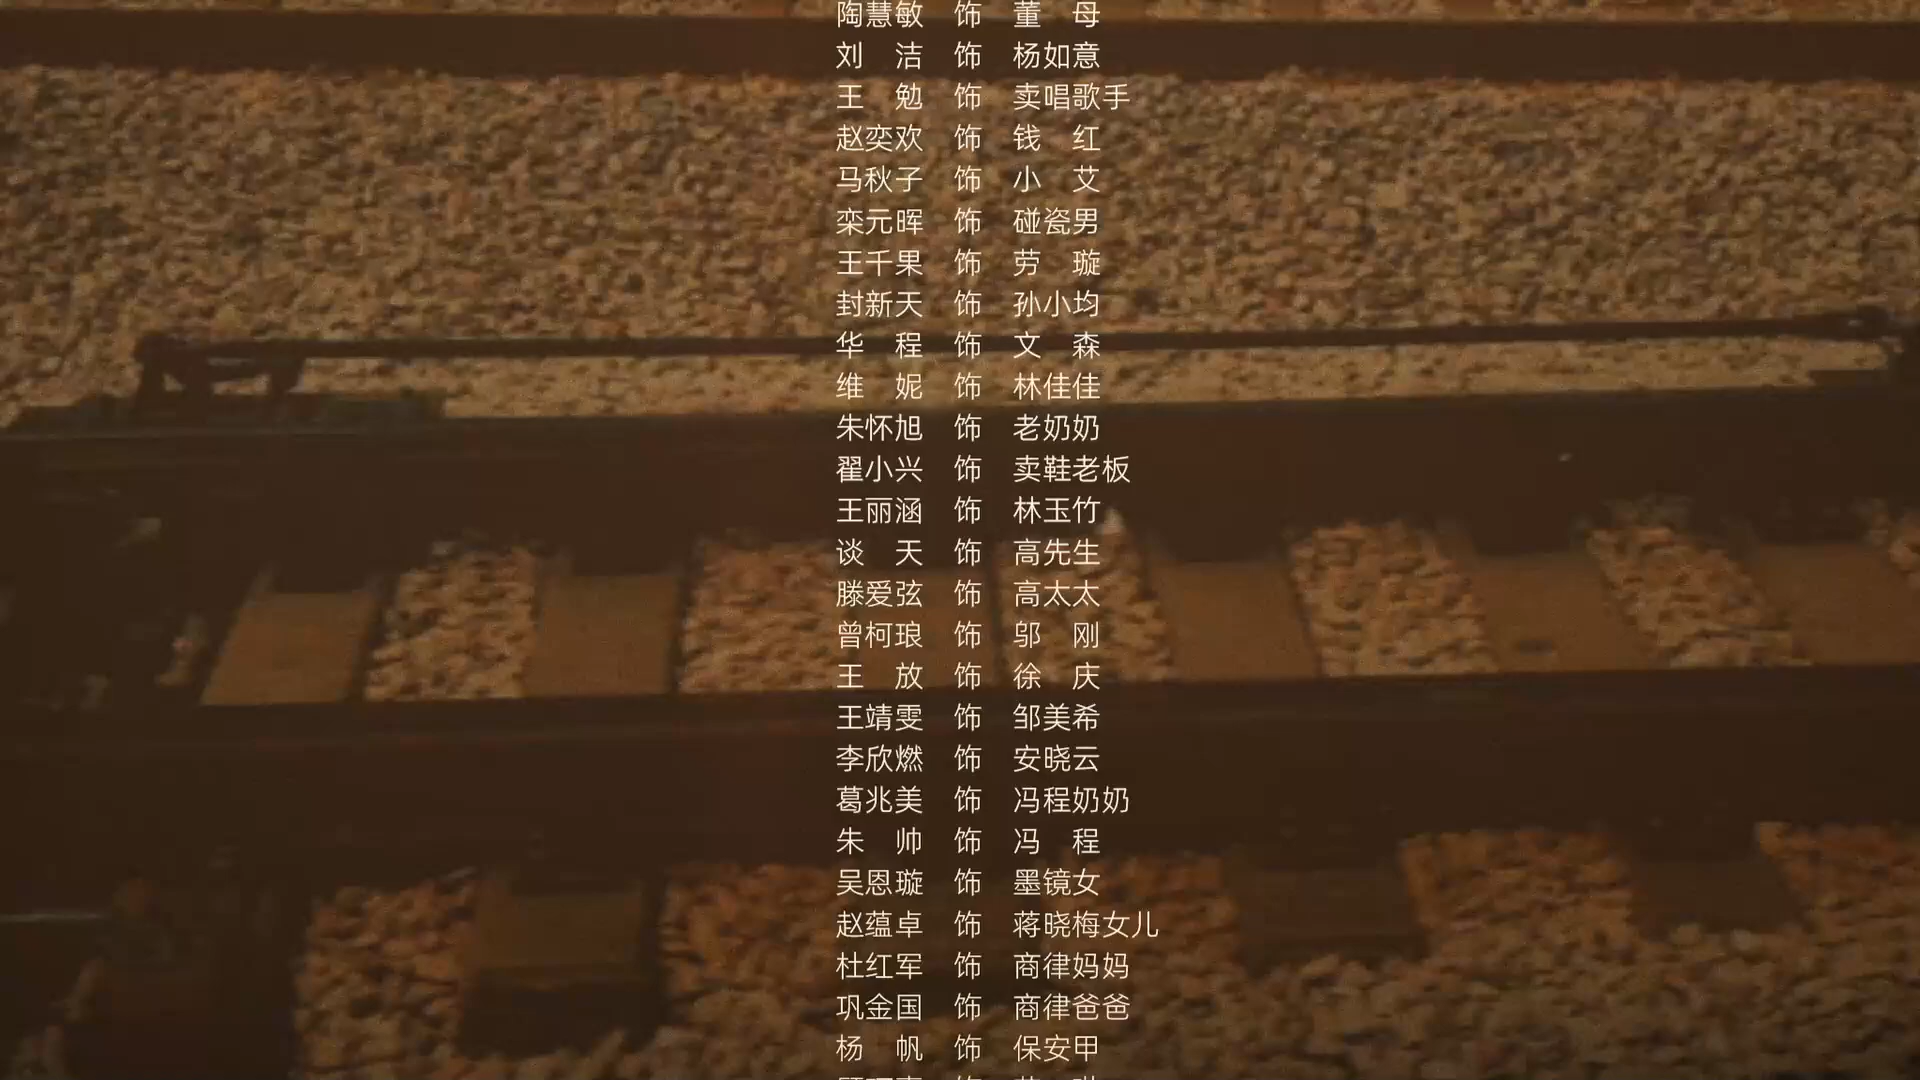 陶慧敏 饰 董 母
刘 洁 饰 杨如意
王 勉 饰 卖唱歌手
赵奕欢 饰 钱 红
马秋子 饰 小 艾
栾元晖 饰 碰瓷男
王千果 饰 劳 璇
封新天 饰 孙小均
华 程 饰 文 森
维 妮 饰 林佳佳
朱怀旭 饰 老奶奶
翟小兴 饰 卖鞋老板
王丽涵 饰 林玉竹
谈 天 饰 高先生
滕爱弦 饰 高太太
曾柯琅 饰 邬 刚
王 放 饰 徐 庆
王靖雯 饰 邹美希
李欣燃 饰 安晓云
葛兆美 饰 冯程奶奶
朱 帅 饰 冯 程
吴恩璇 饰 墨镜女
赵蕴卓 饰 蒋晓梅女儿
杜红军 饰 商律妈妈
巩金国 饰 商律爸爸
杨 帆 饰 保安甲